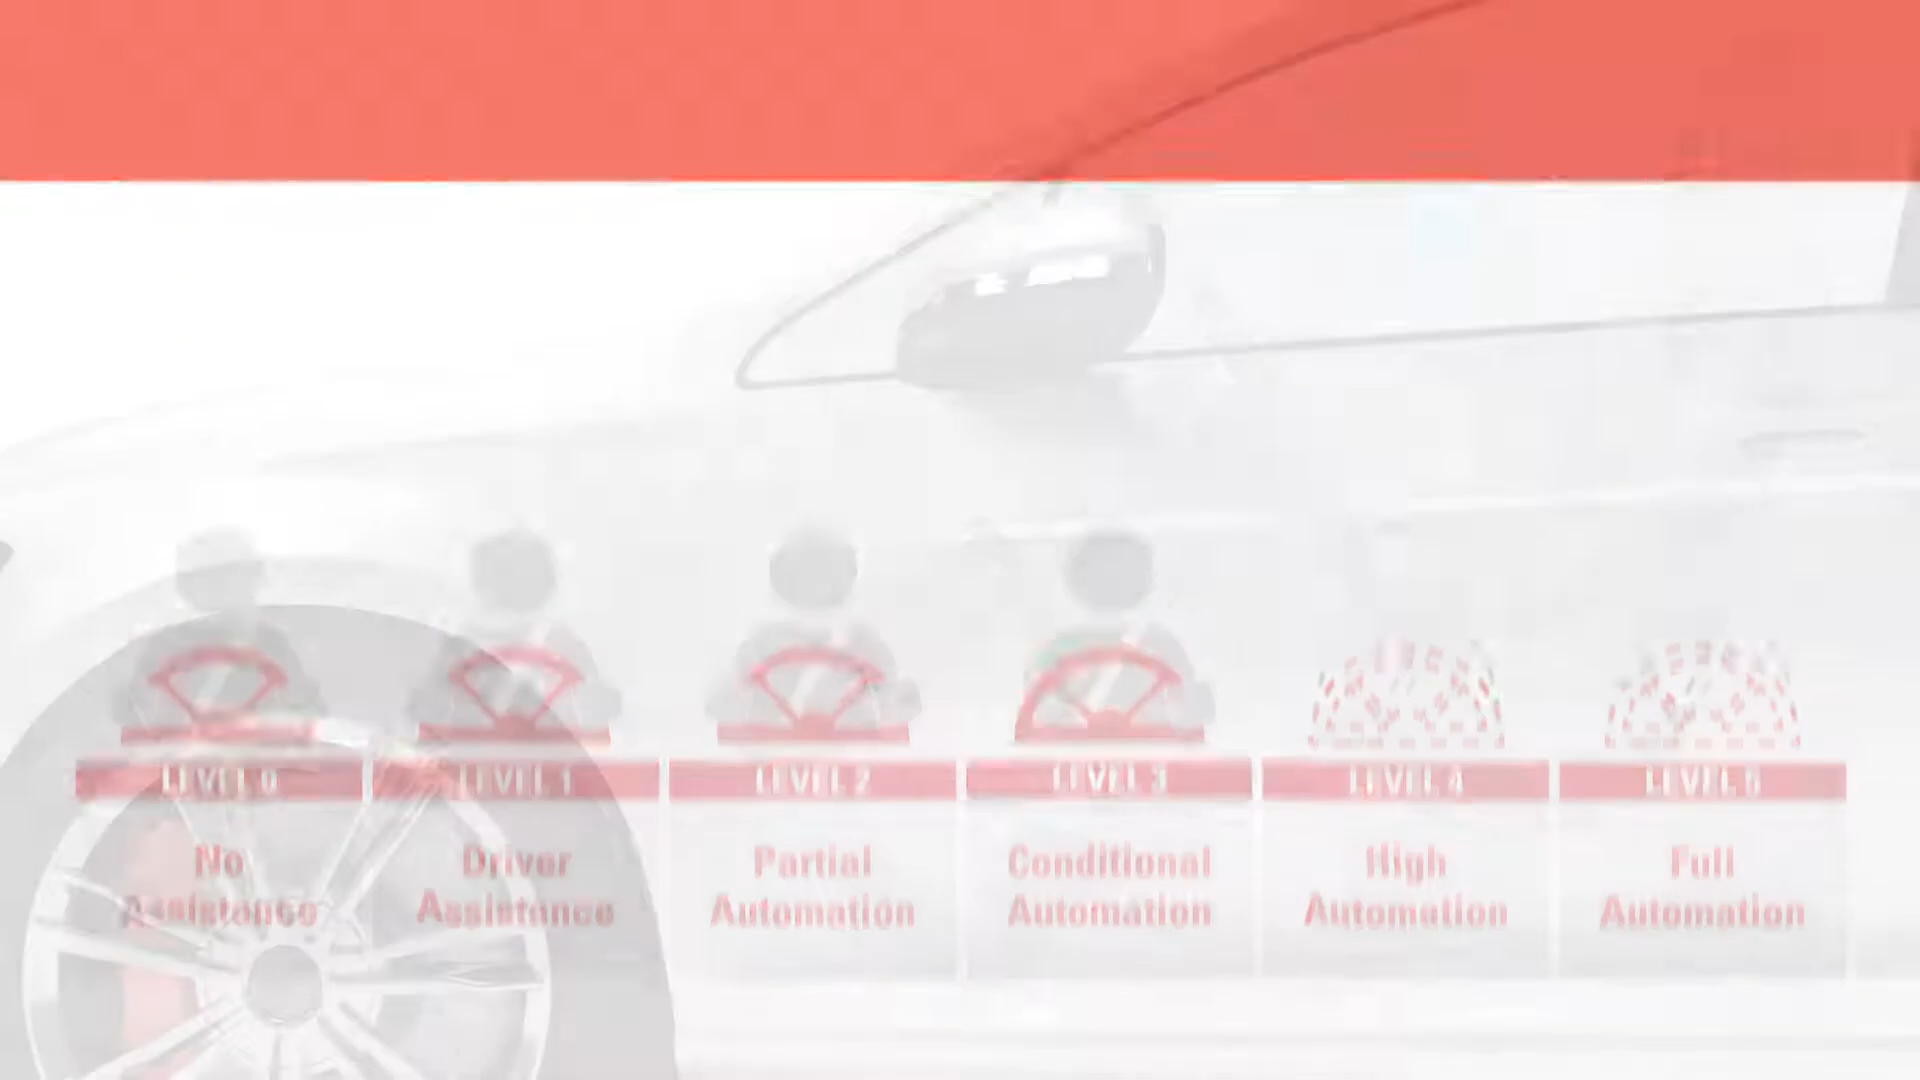 LEVEL 0
LEVEL 1
LEVEL 2
LEVEL 3
LEVEL 4
LEVEL 5
No
Assistance
Driver
Assistance
Partial
Automation
Conditional
Automation
High
Automation
Full
Automation